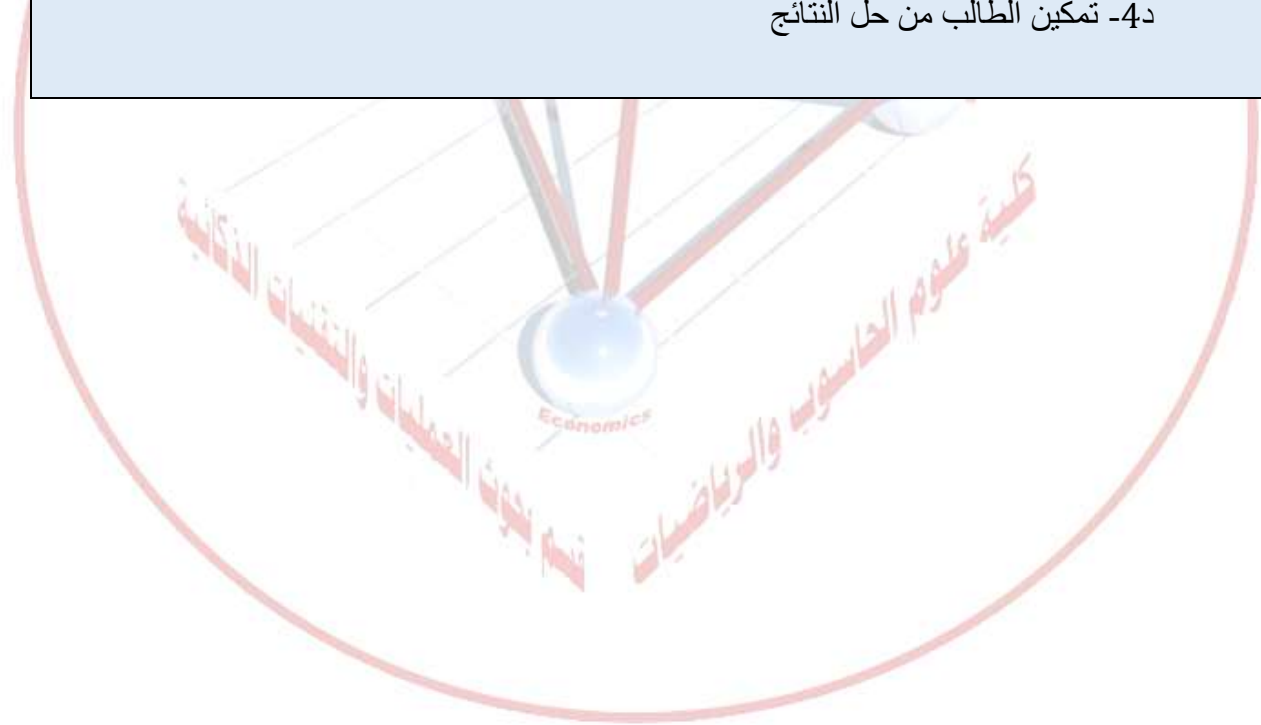 د4- تمكين الطالب من حل النتائج
كلية علوم الحاسوب والرياضيات
قسم بحوث العمليات والتقنيات الذكائية
Economics